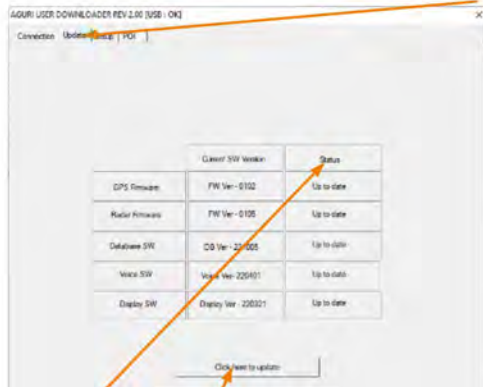 AGURI USER DOWNLOADER REV 2.00 [USB : OK]
Connection Update Setup POI
Current SW Version Status
GPS Firmware FW Ver - 0102 Up to date
Radar Firmware FW Ver - 0105 Up to date
Database SW DB Ver - Up to date
Voice SW Voice Ver- 220401 Up to date
Display SW Display Ver - 220321 Up to date
Click here to update